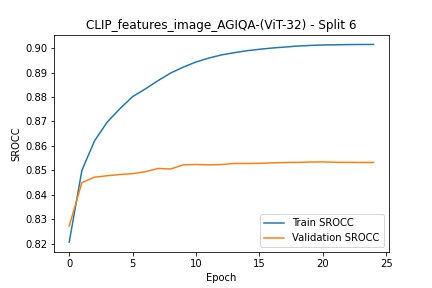 CLIP_features_image_AGIQA-(ViT-32) - Split 6
SROCC
0.90
0.89
0.88
0.87
0.86
0.85
0.84
0.83
0.82
0 5 10 15 20 25
Epoch
Train SROCC
Validation SROCC